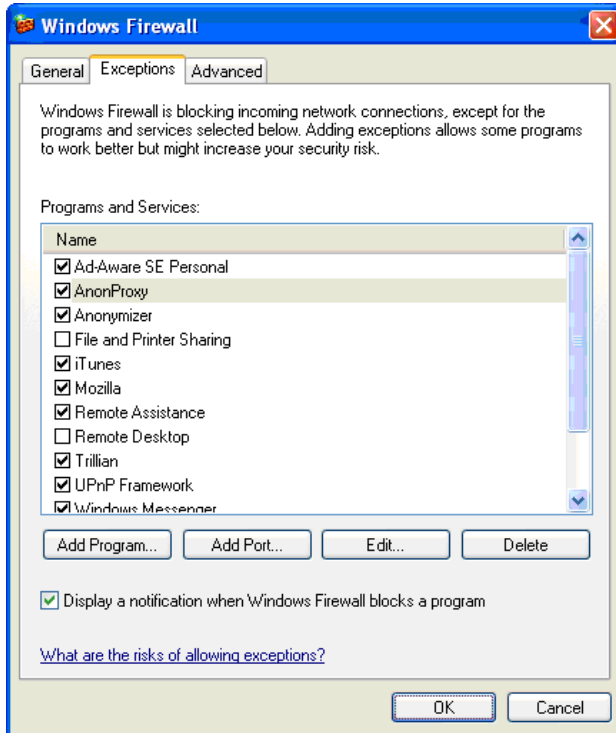 Windows Firewall
General
Exceptions
Advanced
Windows Firewall is blocking incoming network connections, except for the
programs and services selected below. Adding exceptions allows some programs
to work better but might increase your security risk.
Programs and Services:
Name
Ad-Aware SE Personal
AnonProxy
Anonymizer
File and Printer Sharing
iTunes
Mozilla
Remote Assistance
Remote Desktop
Trillian
UPnP Framework
Windows Messenger
Add Program...
Add Port...
Edit...
Delete
Display a notification when Windows Firewall blocks a program
What are the risks of allowing exceptions?
OK
Cancel